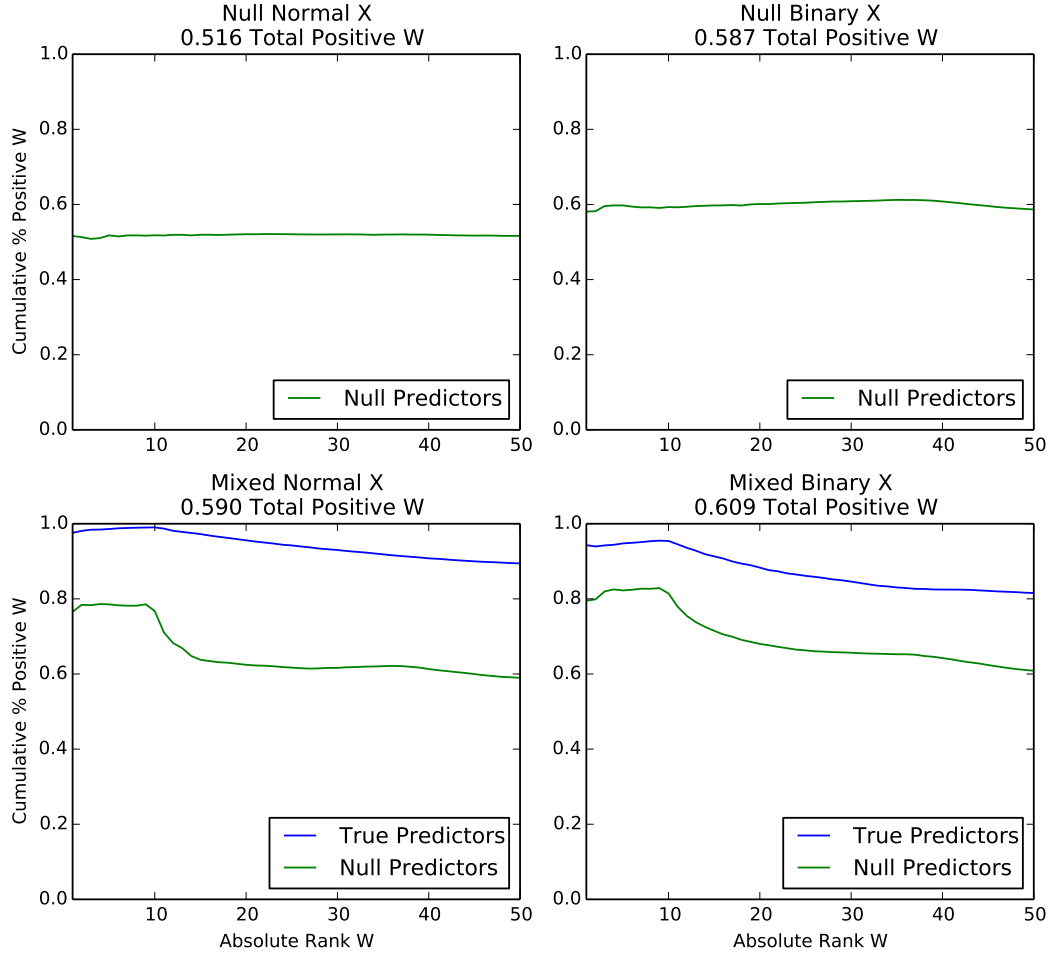 Null Normal X
0.516 Total Positive W
Cumulative % Positive W
1.0
0.8
0.6
0.4
0.2
0.0
10
20
30
40
50
Null Predictors
Null Binary X
0.587 Total Positive W
1.0
0.8
0.6
0.4
0.2
0.0
10
20
30
40
50
Null Predictors
Mixed Normal X
0.590 Total Positive W
Cumulative % Positive W
1.0
0.8
0.6
0.4
0.2
0.0
10
20
30
40
50
Absolute Rank W
True Predictors
Null Predictors
Mixed Binary X
0.609 Total Positive W
1.0
0.8
0.6
0.4
0.2
0.0
10
20
30
40
50
Absolute Rank W
True Predictors
Null Predictors